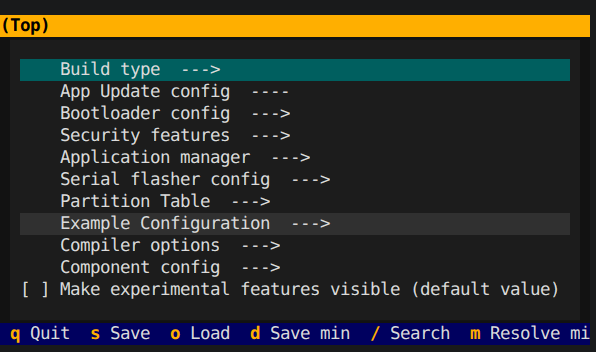 (Top)
Build type  --->
App Update config  ----
Bootloader config  --->
Security features  --->
Application manager  --->
Serial flasher config  --->
Partition Table  --->
Example Configuration  --->
Compiler options  --->
Component config  --->
[ ] Make experimental features visible (default value)
q Quit  s Save  o Load  d Save min  / Search  m Resolve mi